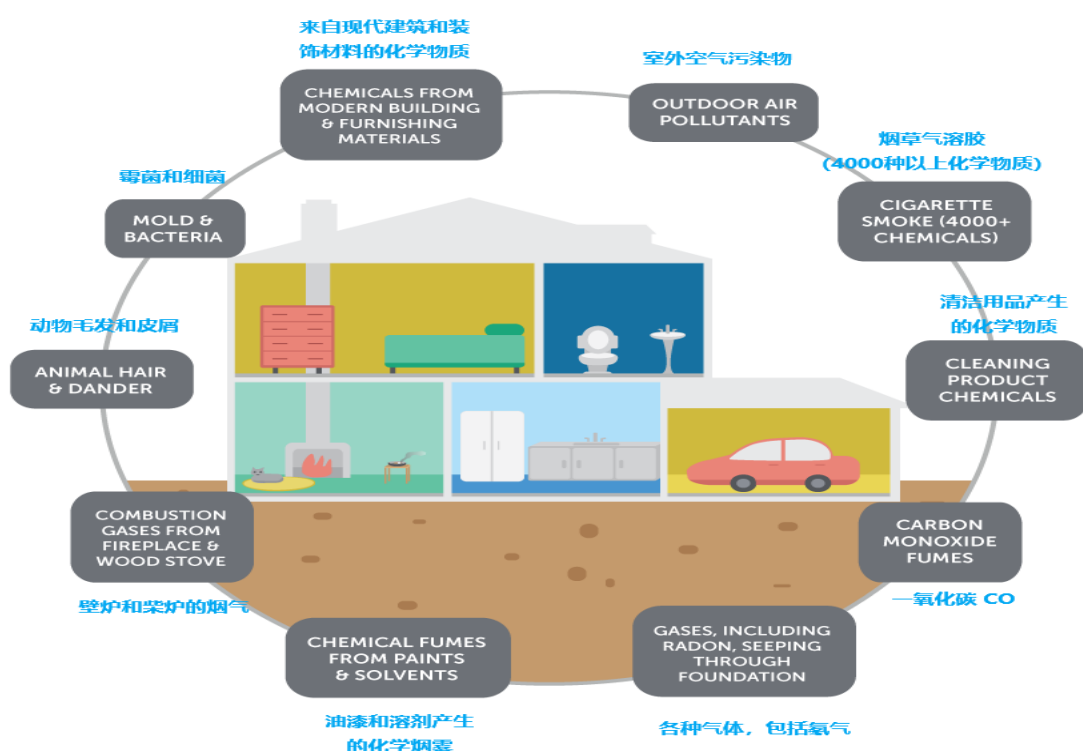 来自现代建筑和装
饰材料的化学物质
CHEMICALS FROM
MODERN BUILDING
& FURNISHING
MATERIALS
室外空气污染物
OUTDOOR AIR
POLLUTANTS
烟草气溶胶
(4000种以上化学物质)
CIGARETTE
SMOKE (4000+
CHEMICALS)
霉菌和细菌
MOLD &
BACTERIA
清洁用品产生
的化学物质
CLEANING
PRODUCT
CHEMICALS
动物毛发和皮屑
ANIMAL HAIR
& DANDER
COMBUSTION
GASES FROM
FIREPLACE &
WOOD STOVE
壁炉和柴炉的烟气
CARBON
MONOXIDE
FUMES
一氧化碳 CO
CHEMICAL FUMES
FROM PAINTS
& SOLVENTS
油漆和溶剂产生
的化学烟雾
GASES, INCLUDING
RADON, SEEPING
THROUGH
FOUNDATION
各种气体，包括氡气